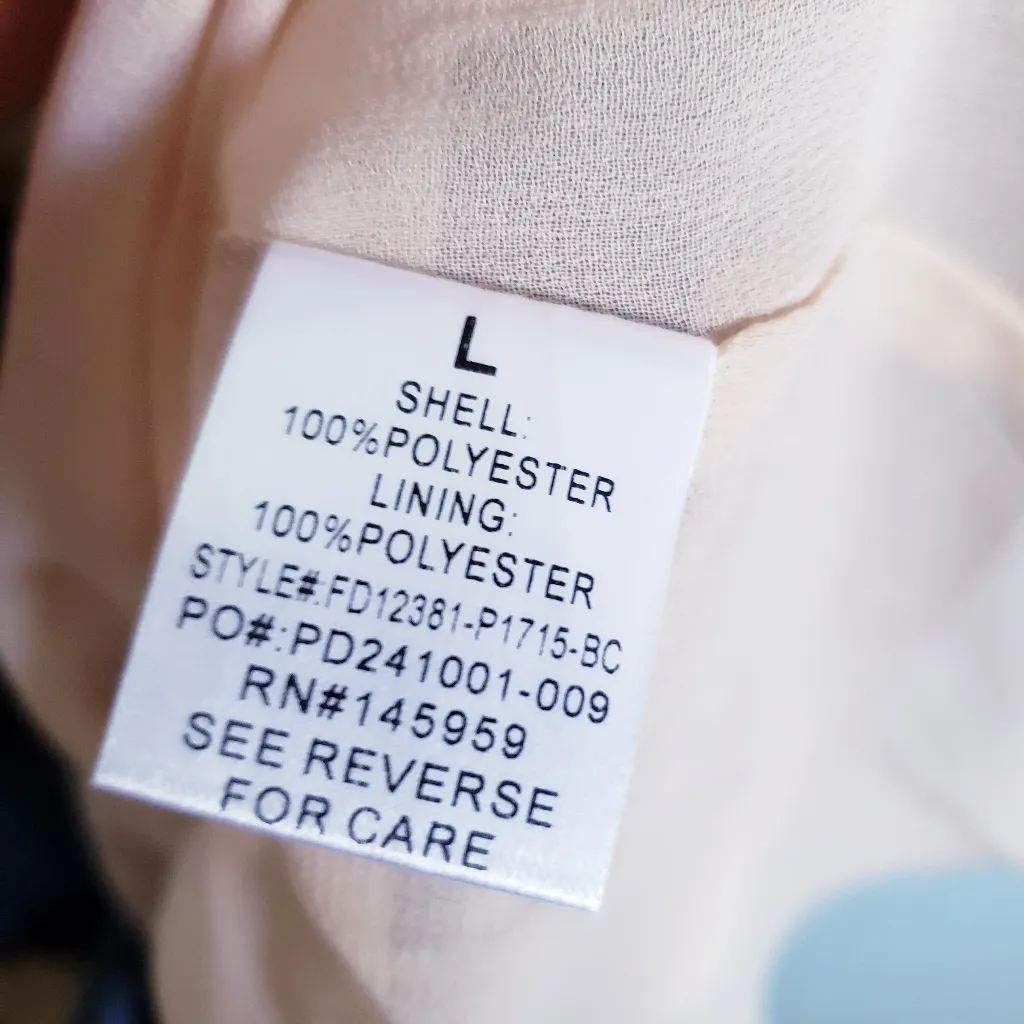 L
SHELL:
100%POLYESTER
LINING:
100%POLYESTER
STYLE#:FD12381-P1715-BC
PO#:PD241001-009
RN#145959
SEE REVERSE
FOR CARE